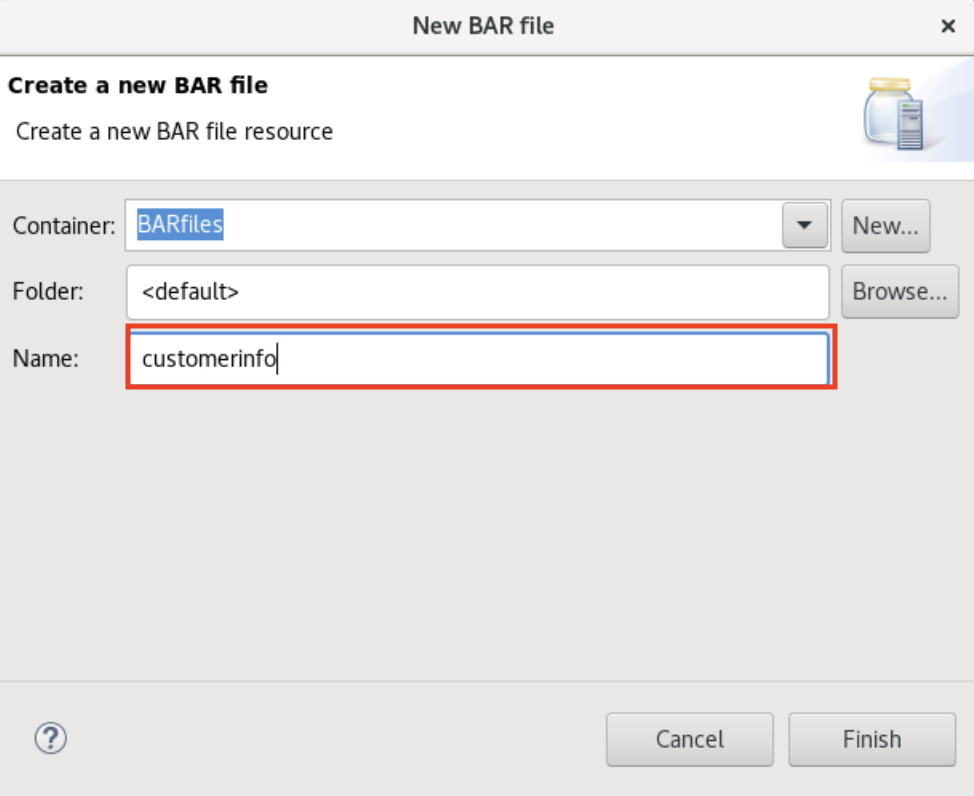 New BAR file
Create a new BAR file
Create a new BAR file resource
Container: BARfiles New...
Folder: <default> Browse...
Name: customerinfo
? Cancel Finish